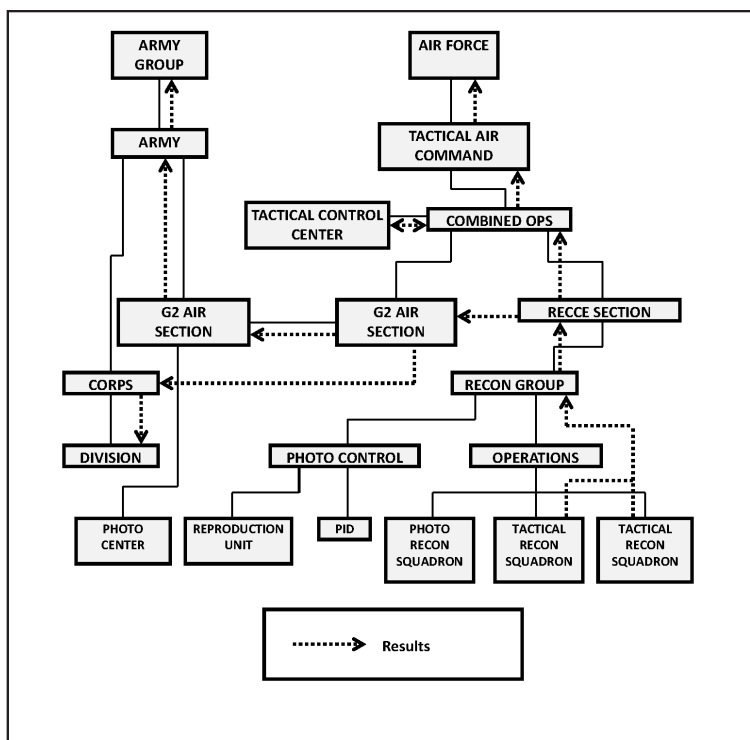 ARMY
GROUP
AIR FORCE
ARMY
TACTICAL AIR
COMMAND
TACTICAL CONTROL
CENTER
COMBINED OPS
G2 AIR
SECTION
G2 AIR
SECTION
RECCE SECTION
CORPS
RECON GROUP
DIVISION
PHOTO CONTROL
OPERATIONS
PHOTO
CENTER
REPRODUCTION
UNIT
PID
PHOTO
RECON
SQUADRON
TACTICAL
RECON
SQUADRON
TACTICAL
RECON
SQUADRON
Results